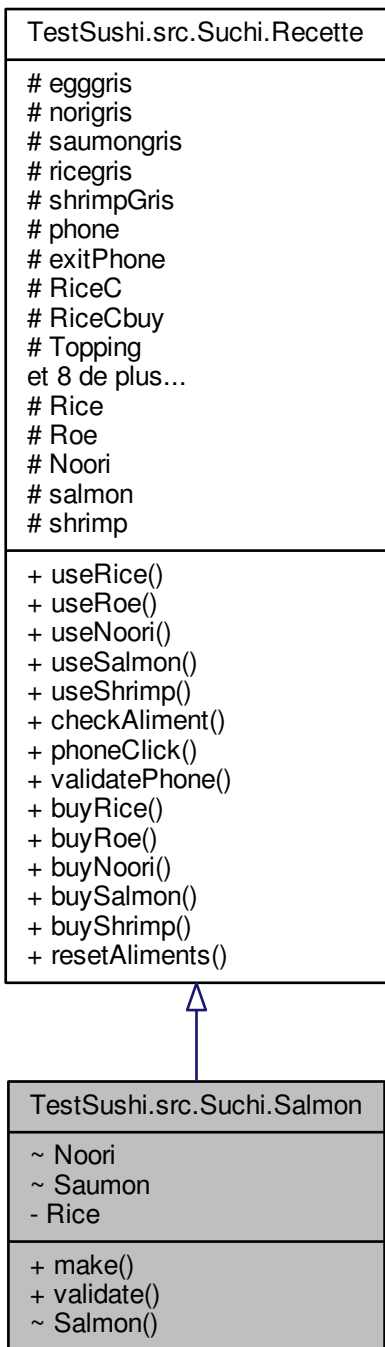 TestSushi.src.Suchi.Recette
# egggris
# norigris
# saumongris
# ricegris
# shrimpGris
# phone
# exitPhone
# RiceC
# RiceCbuy
# Topping
et 8 de plus...
# Rice
# Roe
# Noori
# salmon
# shrimp
+ useRice()
+ useRoe()
+ useNoori()
+ useSalmon()
+ useShrimp()
+ checkAliment()
+ phoneClick()
+ validatePhone()
+ buyRice()
+ buyRoe()
+ buyNoori()
+ buySalmon()
+ buyShrimp()
+ resetAliments()
TestSushi.src.Suchi.Salmon
~ Noori
~ Saumon
- Rice
+ make()
+ validate()
~ Salmon()